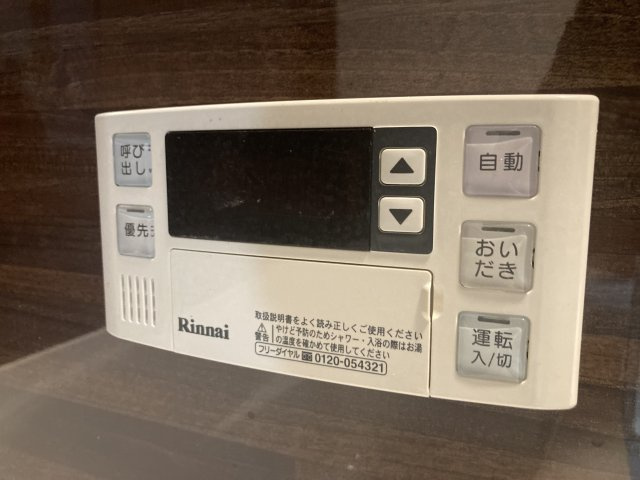 呼び
出し
優先
自動
おい
だき
運転
入/切
Rinnai
取扱説明書をよく読み正しくご使用ください
警告
やけど予防のためシャワー・入浴の際はお湯
の温度を確かめて使用してください
フリーダイヤル 0120-054321